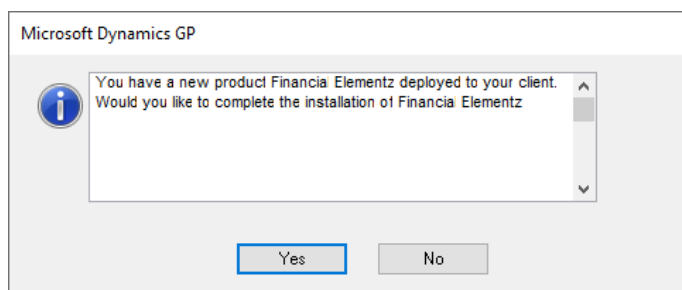 Microsoft Dynamics GP
You have a new product Financial Elementz deployed to your client.
Would you like to complete the installation of Financial Elementz
Yes
No